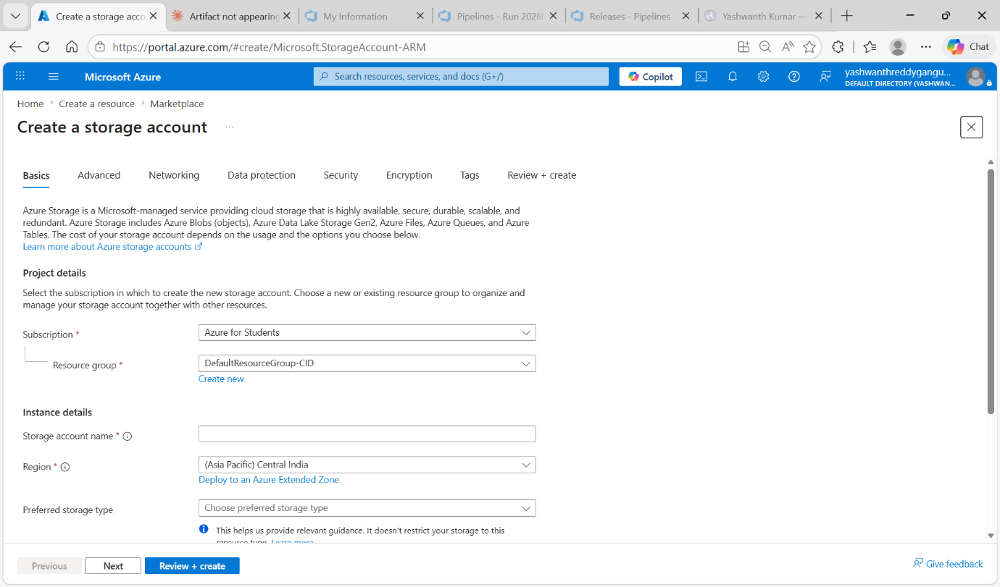 Create a storage acco
Artifact not appearing
My Information
Pipelines - Run 2026
Releases - Pipelines
Yashwanth Kumar —
https://portal.azure.com/#create/Microsoft.StorageAccount-ARM
Chat
Microsoft Azure
Search resources, services, and docs (G+/)
Copilot
yashwanthreddygangu...
DEFAULT DIRECTORY (YASHWAN...
Home > Create a resource > Marketplace
Create a storage account ...
Basics
Advanced
Networking
Data protection
Security
Encryption
Tags
Review + create
Azure Storage is a Microsoft-managed service providing cloud storage that is highly available, secure, durable, scalable, and
redundant. Azure Storage includes Azure Blobs (objects), Azure Data Lake Storage Gen2, Azure Files, Azure Queues, and Azure
Tables. The cost of your storage account depends on the usage and the options you choose below.
Learn more about Azure storage accounts
Project details
Select the subscription in which to create the new storage account. Choose a new or existing resource group to organize and
manage your storage account together with other resources.
Subscription *
Azure for Students
Resource group *
DefaultResourceGroup-CID
Create new
Instance details
Storage account name *
Region *
(Asia Pacific) Central India
Deploy to an Azure Extended Zone
Preferred storage type
Choose preferred storage type
This helps us provide relevant guidance. It doesn't restrict your storage to this
resource type. Learn more
Previous
Next
Review + create
Give feedback